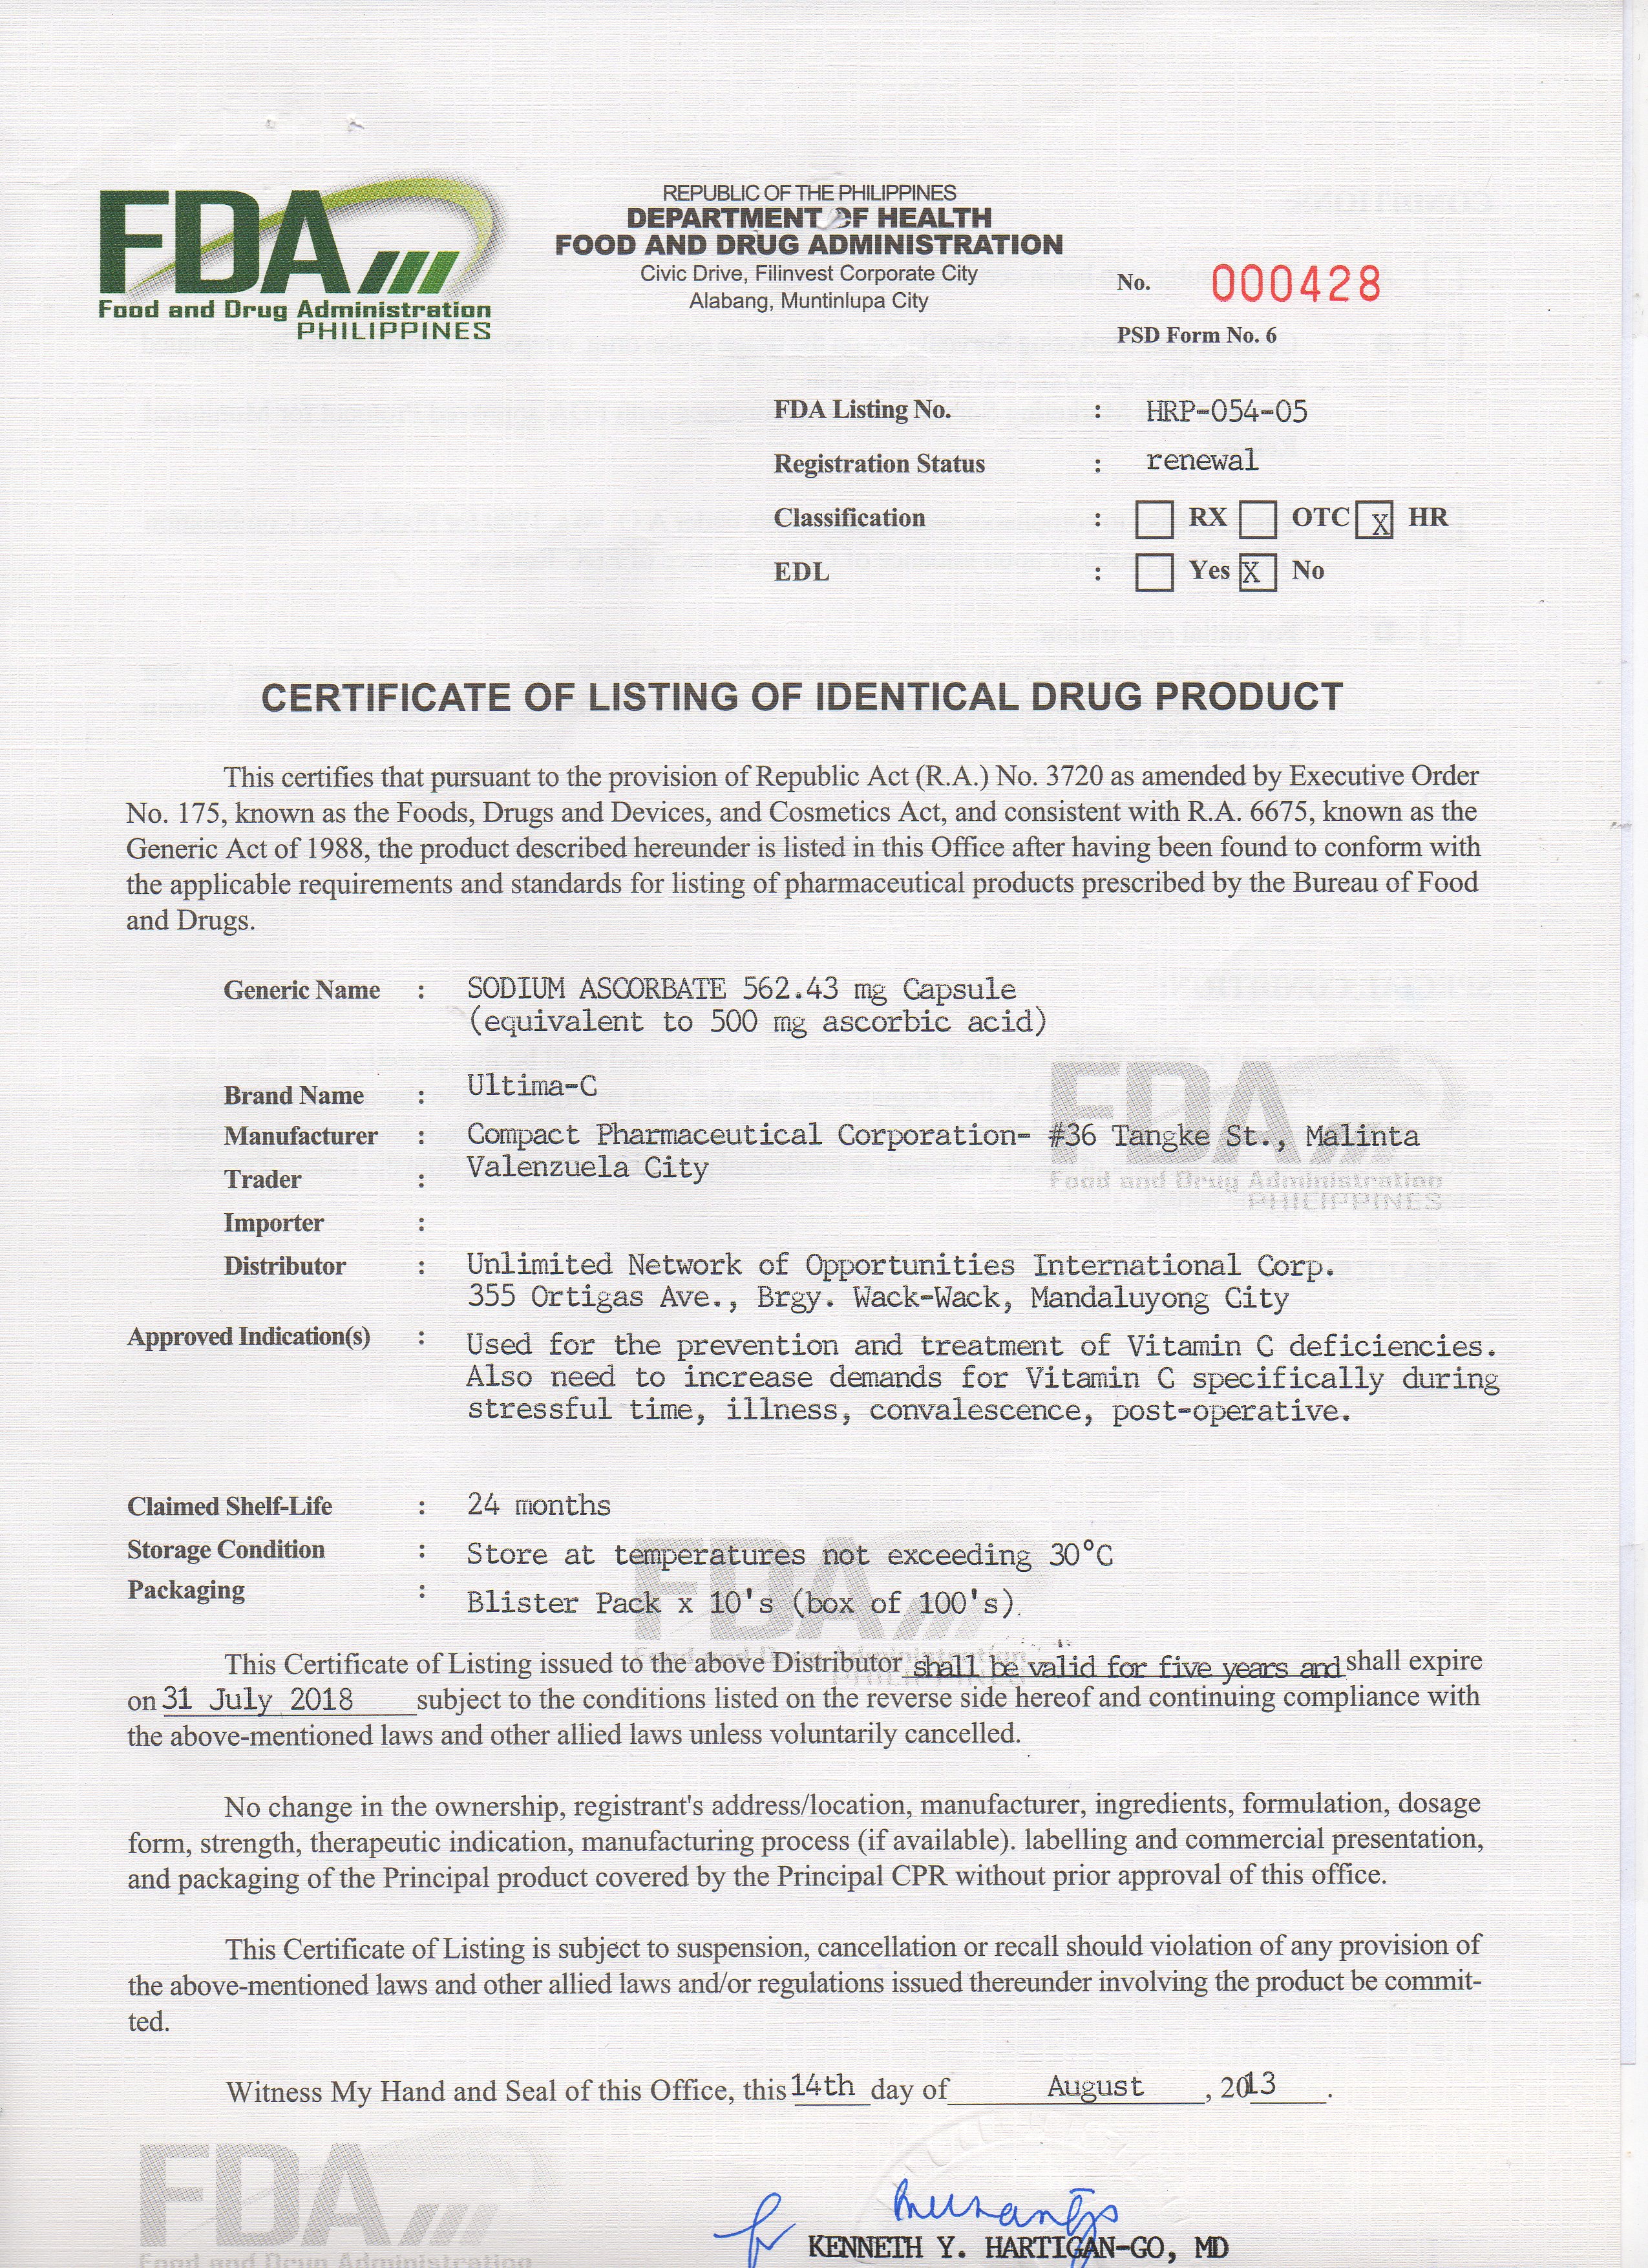 FDA
Food and Drug Administration
PHILIPPINES
REPUBLIC OF THE PHILIPPINES
DEPARTMENT OF HEALTH
FOOD AND DRUG ADMINISTRATION
Civic Drive, Filinvest Corporate City
Alabang, Muntinlupa City
No. 000428
PSD Form No. 6
FDA Listing No. : HRP-054-05
Registration Status : renewal
Classification : RX OTC X HR
EDL : Yes X No
CERTIFICATE OF LISTING OF IDENTICAL DRUG PRODUCT
This certifies that pursuant to the provision of Republic Act (R.A.) No. 3720 as amended by Executive Order
No. 175, known as the Foods, Drugs and Devices, and Cosmetics Act, and consistent with R.A. 6675, known as the
Generic Act of 1988, the product described hereunder is listed in this Office after having been found to conform with
the applicable requirements and standards for listing of pharmaceutical products prescribed by the Bureau of Food
and Drugs.
Generic Name : SODIUM ASCORBATE 562.43 mg Capsule
(equivalent to 500 mg ascorbic acid)
Brand Name : Ultima-C
Manufacturer : Compact Pharmaceutical Corporation- #36 Tangke St., Malinta
Valenzuela City
Trader :
Importer :
Distributor : Unlimited Network of Opportunities International Corp.
355 Ortigas Ave., Brgy. Wack-Wack, Mandaluyong City
Approved Indication(s) : Used for the prevention and treatment of Vitamin C deficiencies.
Also need to increase demands for Vitamin C specifically during
stressful time, illness, convalescence, post-operative.
Claimed Shelf-Life : 24 months
Storage Condition : Store at temperatures not exceeding 30°C
Packaging : Blister Pack x 10's (box of 100's).
This Certificate of Listing issued to the above Distributor shall be valid for five years and shall expire
on 31 July 2018 subject to the conditions listed on the reverse side hereof and continuing compliance with
the above-mentioned laws and other allied laws unless voluntarily cancelled.
No change in the ownership, registrant's address/location, manufacturer, ingredients, formulation, dosage
form, strength, therapeutic indication, manufacturing process (if available). labelling and commercial presentation,
and packaging of the Principal product covered by the Principal CPR without prior approval of this office.
This Certificate of Listing is subject to suspension, cancellation or recall should violation of any provision of
the above-mentioned laws and other allied laws and/or regulations issued thereunder involving the product be commit-
ted.
Witness My Hand and Seal of this Office, this 14th day of August , 2013 .
FDA
Food and Drug Administration
KENNETH Y. HARTIGAN-GO, MD